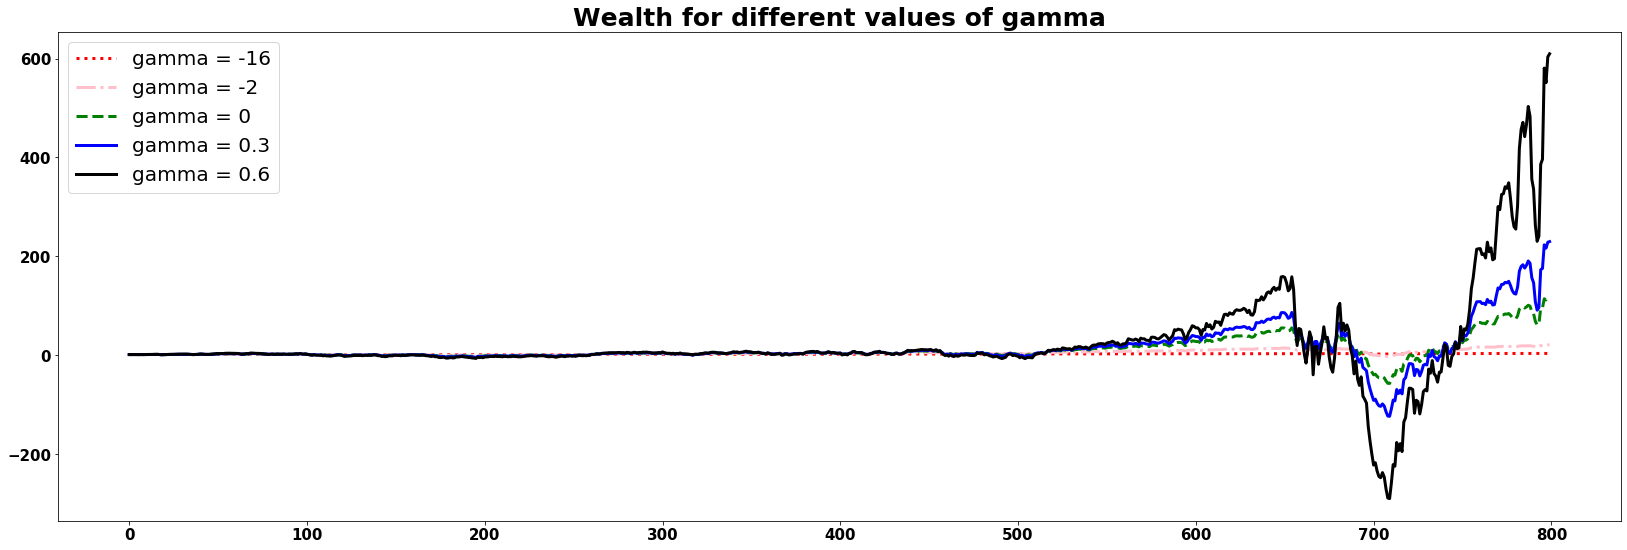 Wealth for different values of gamma
gamma = -16
gamma = -2
gamma = 0
gamma = 0.3
gamma = 0.6
600
400
200
0
−200
0 100 200 300 400 500 600 700 800